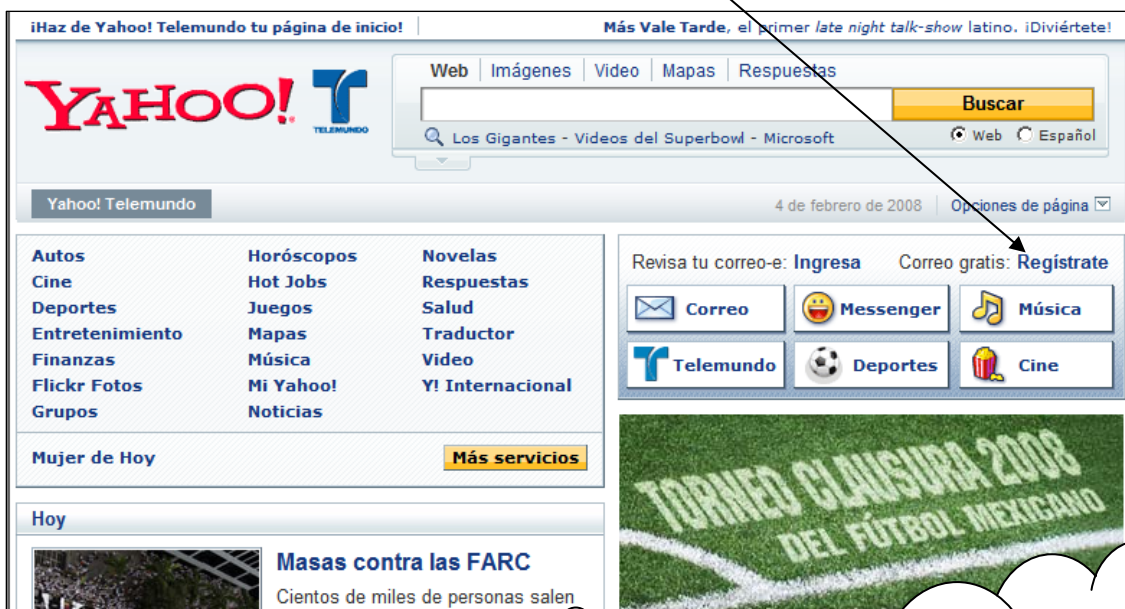 ¡Haz de Yahoo! Telemundo tu página de inicio!
Más Vale Tarde, el primer late night talk-show latino. ¡Diviértete!
YAHOO!
TELEMUNDO
Web Imágenes Video Mapas Respuestas
Buscar
Los Gigantes - Videos del Superbowl - Microsoft
Web Español
Yahoo! Telemundo
4 de febrero de 2008
Opciones de página
Autos
Cine
Deportes
Entretenimiento
Finanzas
Flickr Fotos
Grupos
Horóscopos
Hot Jobs
Juegos
Mapas
Música
Mi Yahoo!
Noticias
Novelas
Respuestas
Salud
Traductor
Video
Y! Internacional
Mujer de Hoy
Más servicios
Revisa tu correo-e: Ingresa
Correo gratis: Regístrate
Correo
Messenger
Música
Telemundo
Deportes
Cine
TORNEO CLAUSURA 2008
DEL FÚTBOL MEXICANO
Hoy
Masas contra las FARC
Cientos de miles de personas salen